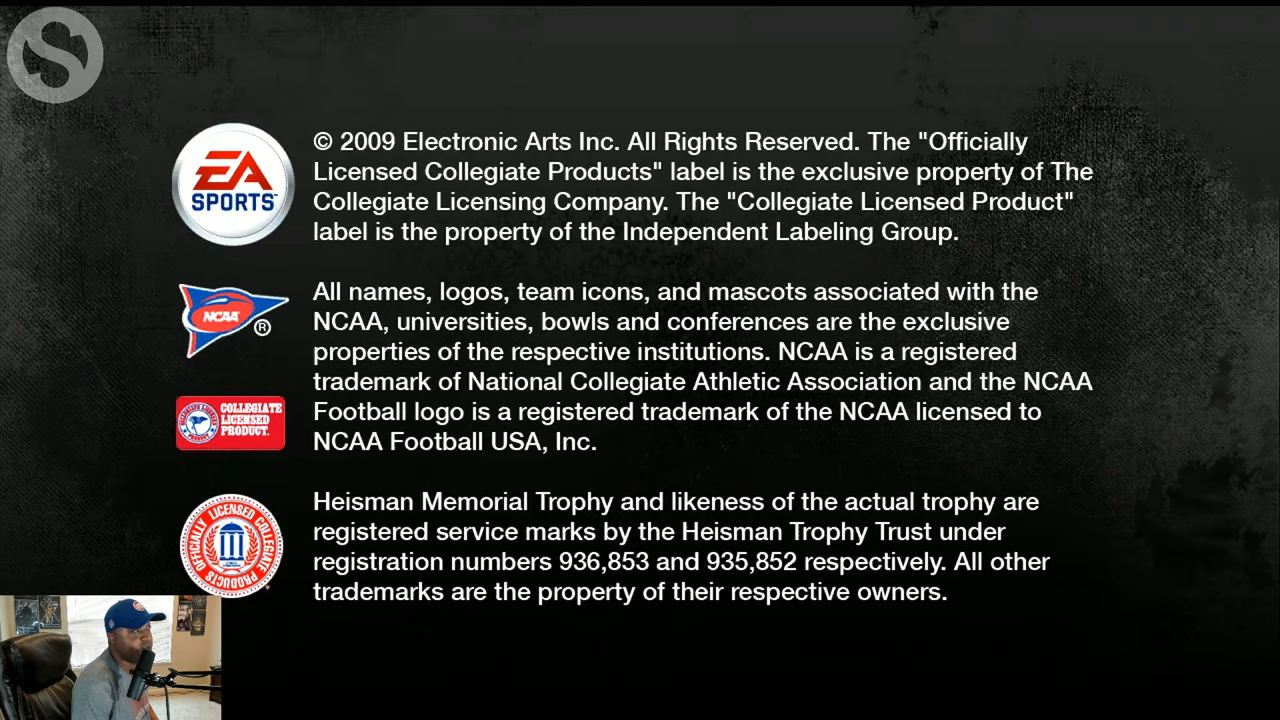 S
© 2009 Electronic Arts Inc. All Rights Reserved. The "Officially
Licensed Collegiate Products" label is the exclusive property of The
Collegiate Licensing Company. The "Collegiate Licensed Product"
label is the property of the Independent Labeling Group.
EA
SPORTS
All names, logos, team icons, and mascots associated with the
NCAA, universities, bowls and conferences are the exclusive
properties of the respective institutions. NCAA is a registered
trademark of National Collegiate Athletic Association and the NCAA
Football logo is a registered trademark of the NCAA licensed to
NCAA Football USA, Inc.
NCAA ®
COLLEGIATE
LICENSED
PRODUCT.
Heisman Memorial Trophy and likeness of the actual trophy are
registered service marks by the Heisman Trophy Trust under
registration numbers 936,853 and 935,852 respectively. All other
trademarks are the property of their respective owners.
OFFICIALLY LICENSED COLLEGIATE PRODUCTS